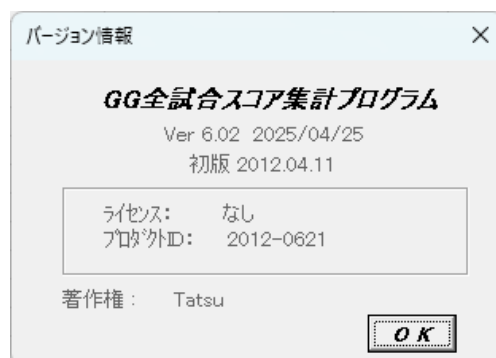 バージョン情報
GG全試合スコア集計プログラム
Ver 6.02 2025/04/25
初版 2012.04.11
ライセンス： なし
プロダクトID： 2012-0621
著作権： Tatsu
OK